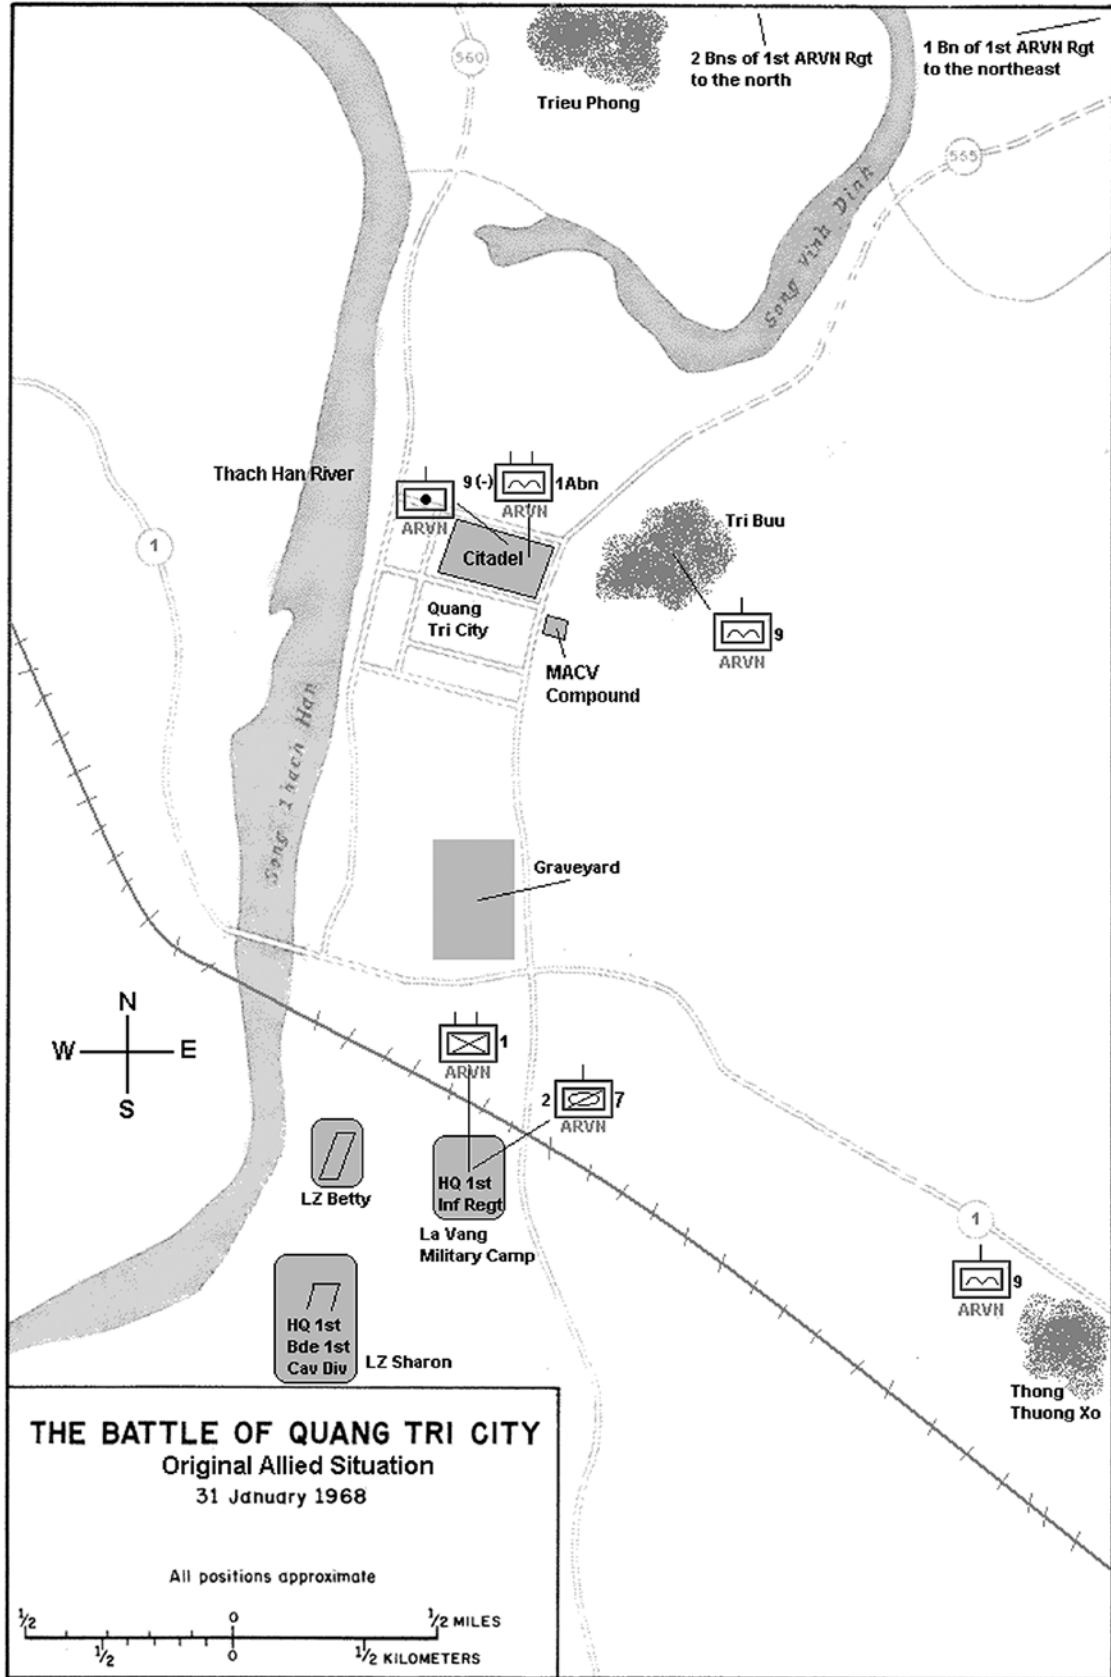 560
2 Bns of 1st ARVN Rgt
to the north
1 Bn of 1st ARVN Rgt
to the northeast
Trieu Phong
565
Song Vinh Dinh
Thach Han River
9 (-)
1Abn
ARVN
ARVN
Citadel
Tri Buu
1
Quang
Tri City
9
ARVN
MACV
Compound
Song Thach Han
Graveyard
N
W
E
S
1
ARVN
2
7
ARVN
HQ 1st
Inf Regt
LZ Betty
La Vang
Military Camp
1
9
ARVN
HQ 1st
Bde 1st
Cav Div
LZ Sharon
Thong
Thuong Xo
THE BATTLE OF QUANG TRI CITY
Original Allied Situation
31 January 1968
All positions approximate
1/2
0
1/2 MILES
1/2
0
1/2 KILOMETERS